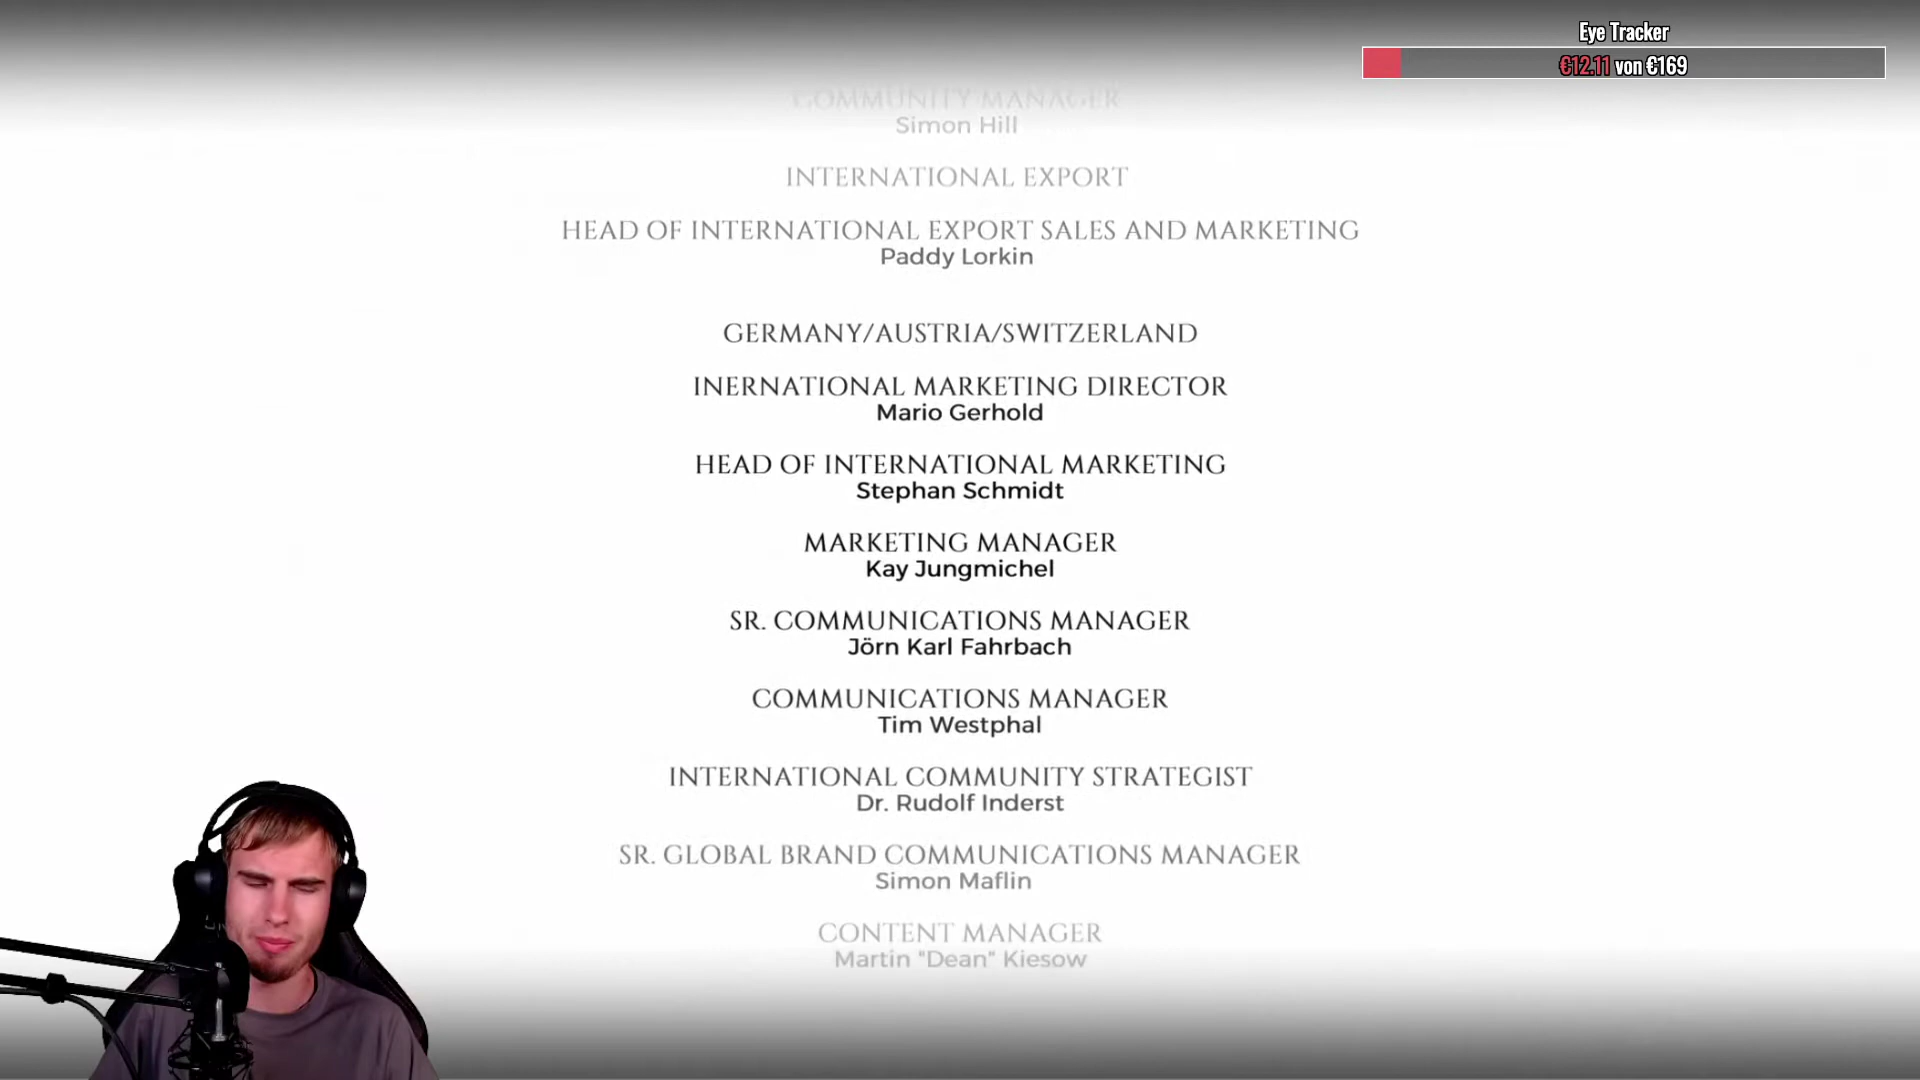 Eye Tracker
€12.11 von €169
COMMUNITY MANAGER
Simon Hill
INTERNATIONAL EXPORT
HEAD OF INTERNATIONAL EXPORT SALES AND MARKETING
Paddy Lorkin
GERMANY/AUSTRIA/SWITZERLAND
INERNATIONAL MARKETING DIRECTOR
Mario Gerhold
HEAD OF INTERNATIONAL MARKETING
Stephan Schmidt
MARKETING MANAGER
Kay Jungmichel
SR. COMMUNICATIONS MANAGER
Jörn Karl Fahrbach
COMMUNICATIONS MANAGER
Tim Westphal
INTERNATIONAL COMMUNITY STRATEGIST
Dr. Rudolf Inderst
SR. GLOBAL BRAND COMMUNICATIONS MANAGER
Simon Maflin
CONTENT MANAGER
Martin "Dean" Kiesow